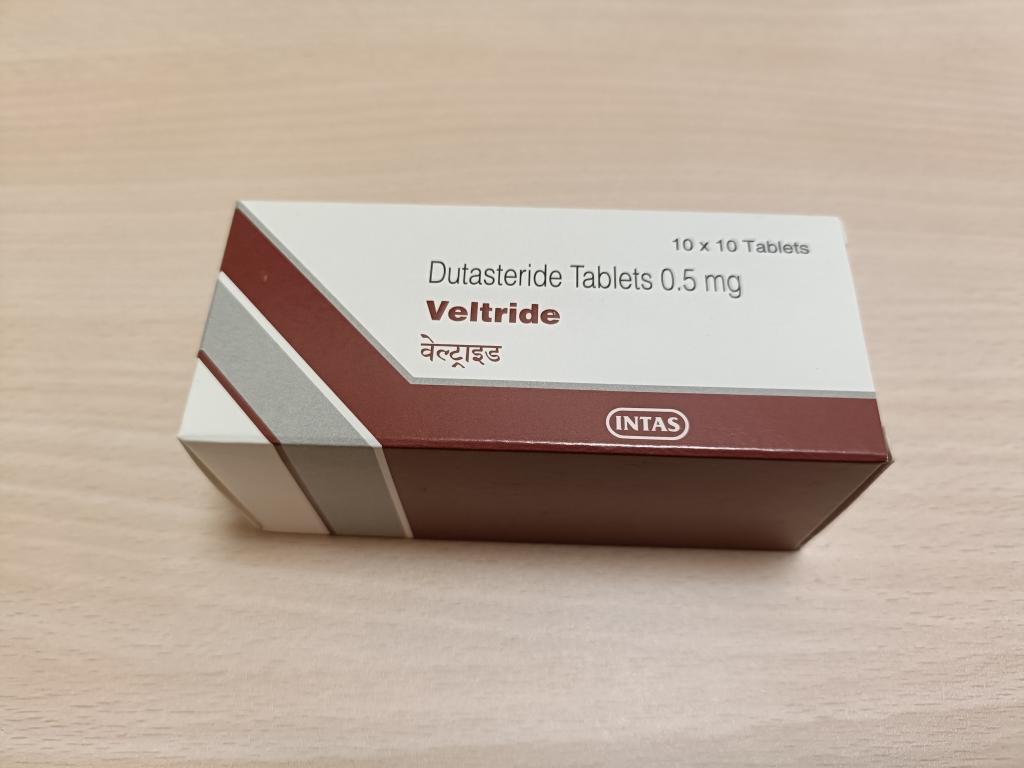 10 x 10 Tablets
Dutasteride Tablets 0.5 mg
Veltride
वेल्ट्राइड
INTAS